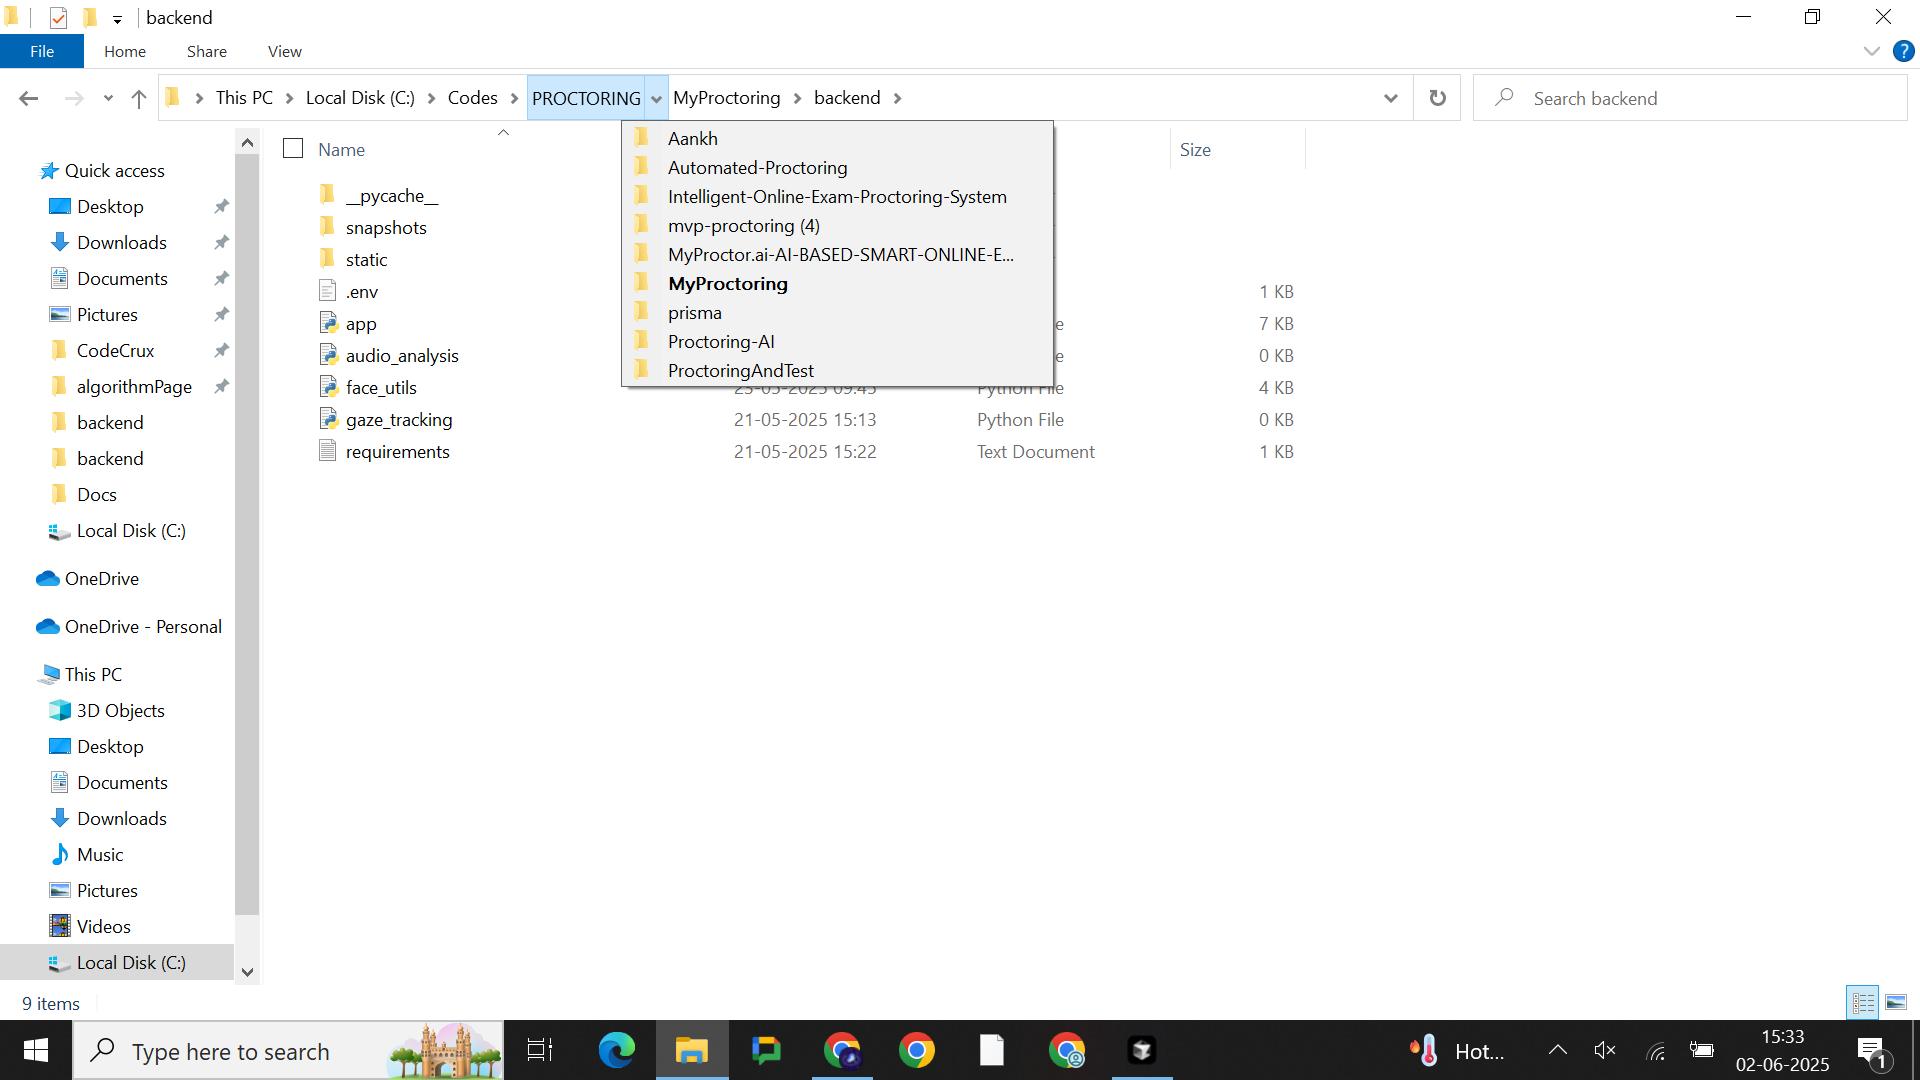 backend
File
Home
Share
View
This PC
Local Disk (C:)
Codes
PROCTORING
MyProctoring
backend
Search backend
Name
Size
Aankh
Automated-Proctoring
Intelligent-Online-Exam-Proctoring-System
mvp-proctoring (4)
MyProctor.ai-AI-BASED-SMART-ONLINE-E...
MyProctoring
prisma
Proctoring-AI
ProctoringAndTest
Quick access
Desktop
Downloads
Documents
Pictures
CodeCrux
algorithmPage
backend
backend
Docs
Local Disk (C:)
OneDrive
OneDrive - Personal
This PC
3D Objects
Desktop
Documents
Downloads
Music
Pictures
Videos
Local Disk (C:)
__pycache__
snapshots
static
.env 1 KB
app 7 KB
audio_analysis 0 KB
face_utils 23-05-2025 09:45 Python File 4 KB
gaze_tracking 21-05-2025 15:13 Python File 0 KB
requirements 21-05-2025 15:22 Text Document 1 KB
9 items
Type here to search
Hot...
15:33
02-06-2025
1